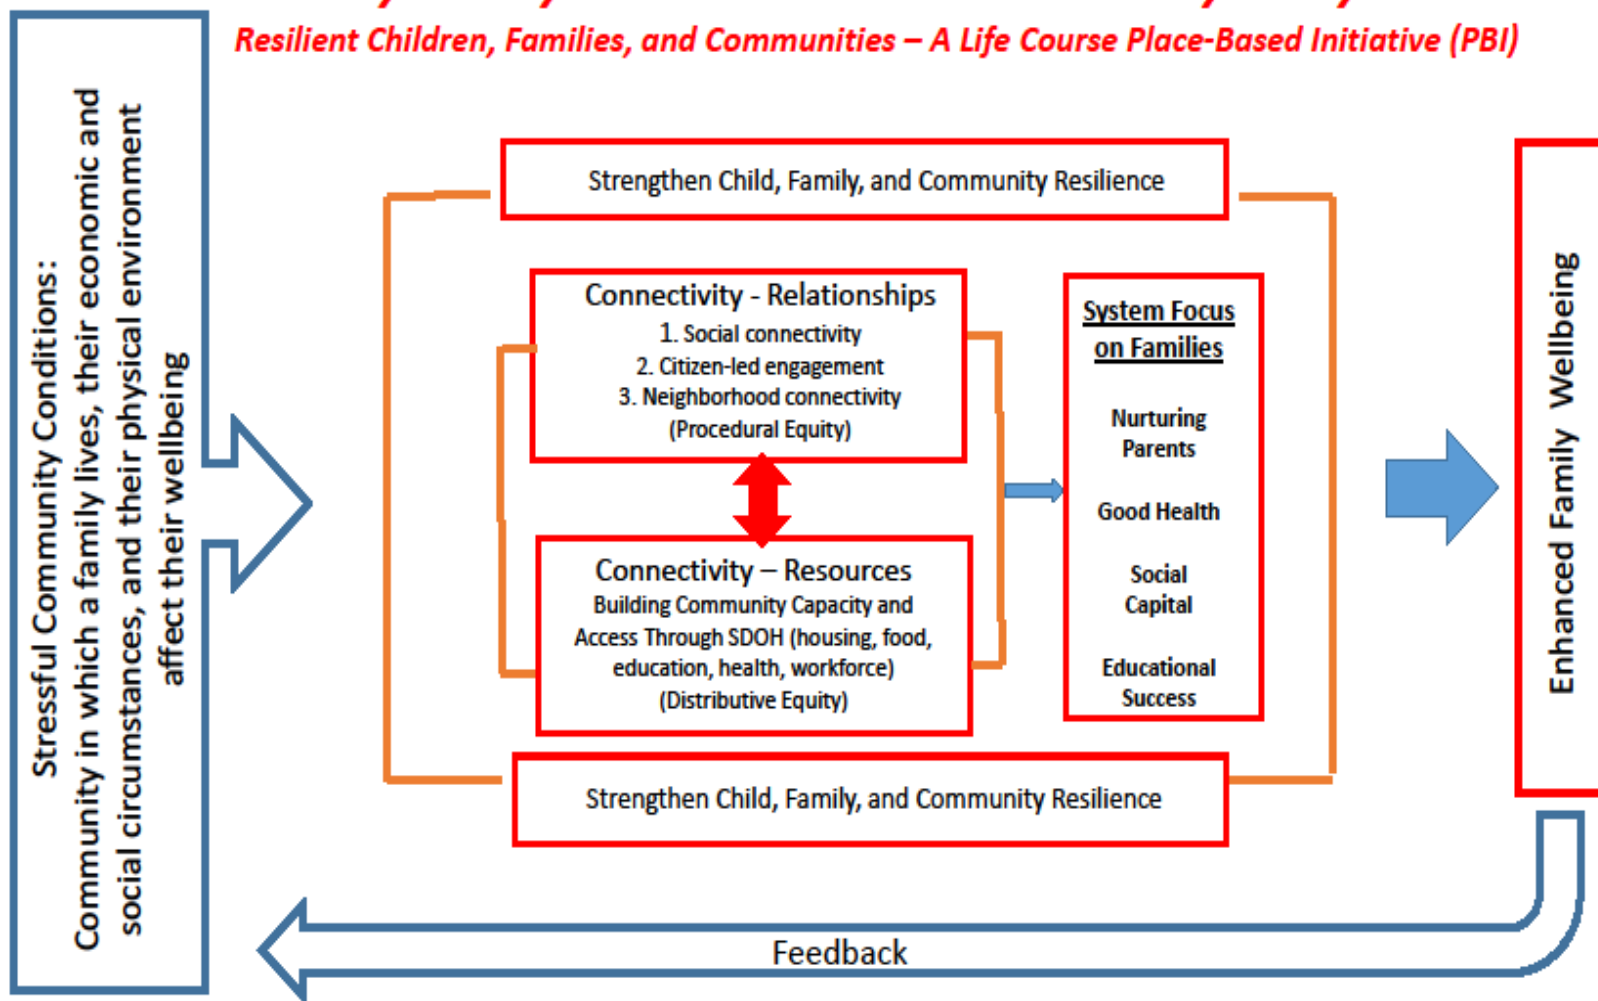 Resilient Children, Families, and Communities – A Life Course Place-Based Initiative (PBI)
Stressful Community Conditions:
Community in which a family lives, their economic and
social circumstances, and their physical environment
affect their wellbeing
Strengthen Child, Family, and Community Resilience
Connectivity - Relationships
1. Social connectivity
2. Citizen-led engagement
3. Neighborhood connectivity
(Procedural Equity)
Connectivity – Resources
Building Community Capacity and
Access Through SDOH (housing, food,
education, health, workforce)
(Distributive Equity)
System Focus
on Families
Nurturing
Parents
Good Health
Social
Capital
Educational
Success
Strengthen Child, Family, and Community Resilience
Enhanced Family Wellbeing
Feedback